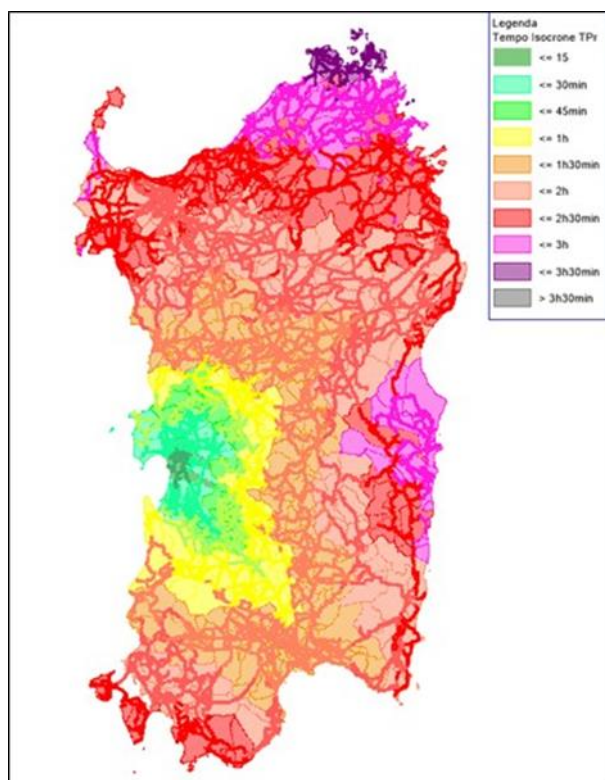 Legenda
Tempo Isocrone TPr
<= 15
<= 30min
<= 45min
<= 1h
<= 1h30min
<= 2h
<= 2h30min
<= 3h
<= 3h30min
> 3h30min